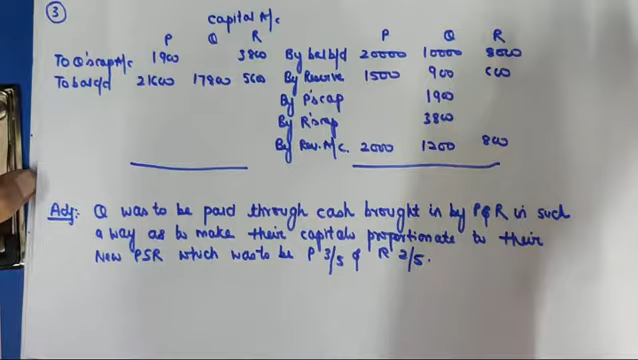 ③
Capital A/c
P Q R P Q R
To Q's cap A/c 1900 3800 By bal b/d 20000 10000 8000
To bal c/d 21600 17800 5600 By Reserve 1500 900 600
By P's cap 1900
By R's cap 3800
By Rev. A/c. 2000 1200 800
Adj: Q was to be paid through cash brought in by P & R in such
a way as to make their capitals proportionate to their
New PSR which was to be P 3/5 & R 2/5.